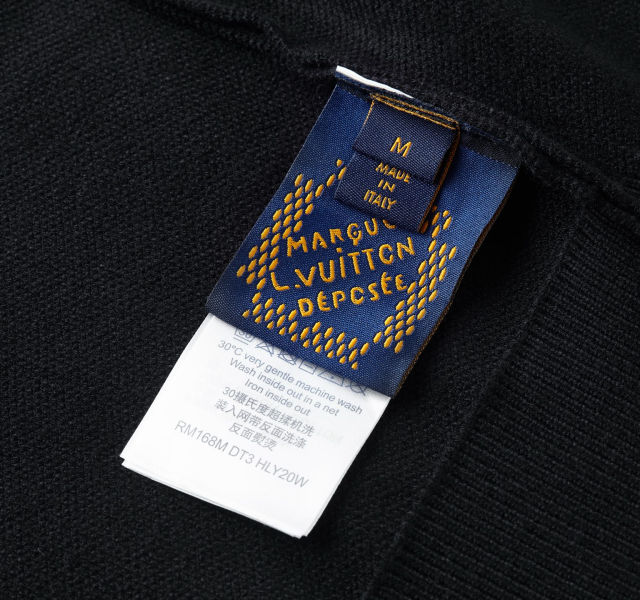 M
MADE
IN
ITALY
MARQUE
L.VUITTON
DÉPOSÉE
30°C very gentle machine wash
Wash inside out in a net
Iron inside out
30摄氏度超揉机洗
装入网带反面洗涤
反面熨烫
RM168M DT3 HLY20W